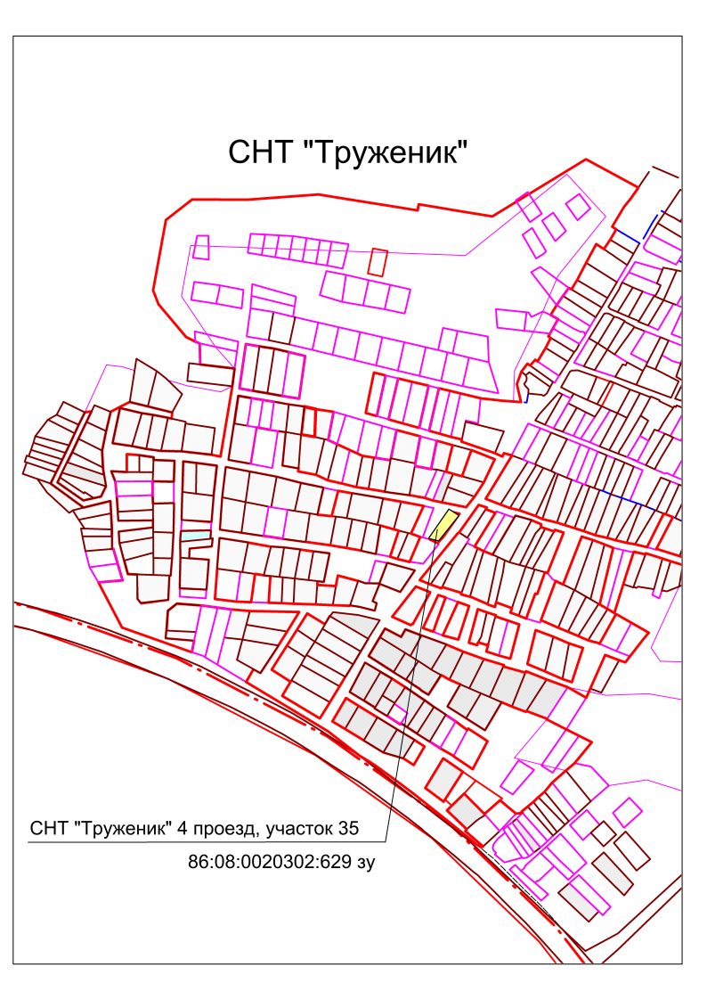 СНТ "Труженик"
СНТ "Труженик" 4 проезд, участок 35
86:08:0020302:629 зу